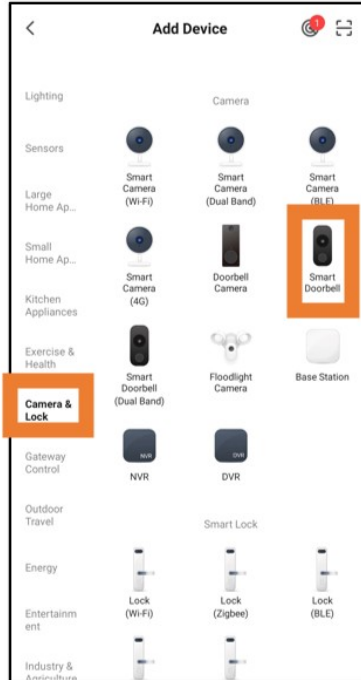 Add Device
1
Lighting
Sensors
Large
Home Ap...
Small
Home Ap...
Kitchen
Appliances
Exercise &
Health
Camera &
Lock
Gateway
Control
Outdoor
Travel
Energy
Entertainm
ent
Industry &
Agriculture
Camera
Smart
Camera
(Wi-Fi)
Smart
Camera
(Dual Band)
Smart
Camera
(BLE)
Smart
Camera
(4G)
Doorbell
Camera
Smart
Doorbell
Smart
Doorbell
(Dual Band)
Floodlight
Camera
Base Station
NVR
NVR
DVR
DVR
Smart Lock
Lock
(Wi-Fi)
Lock
(Zigbee)
Lock
(BLE)